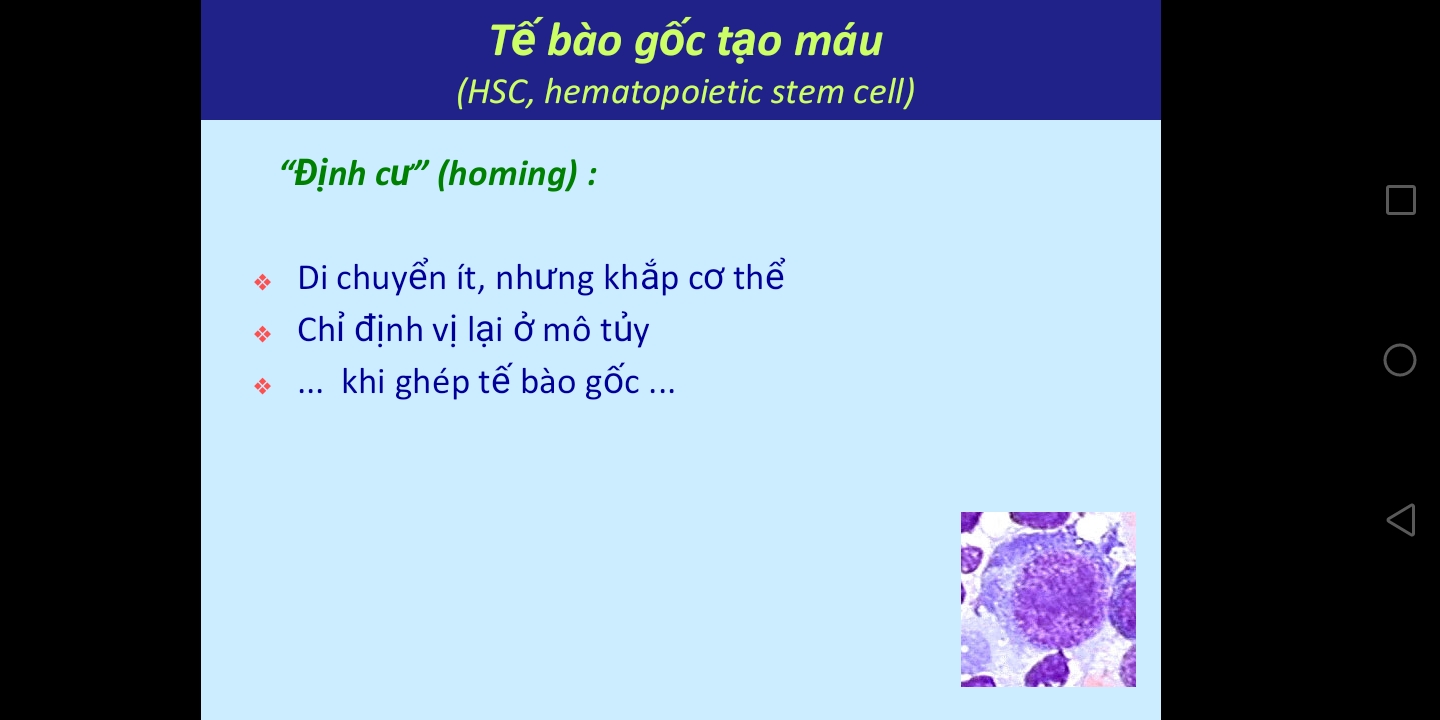 Tế bào gốc tạo máu
(HSC, hematopoietic stem cell)
“Định cư” (homing) :
Di chuyển ít, nhưng khắp cơ thể
Chỉ định vị lại ở mô tủy
... khi ghép tế bào gốc ...